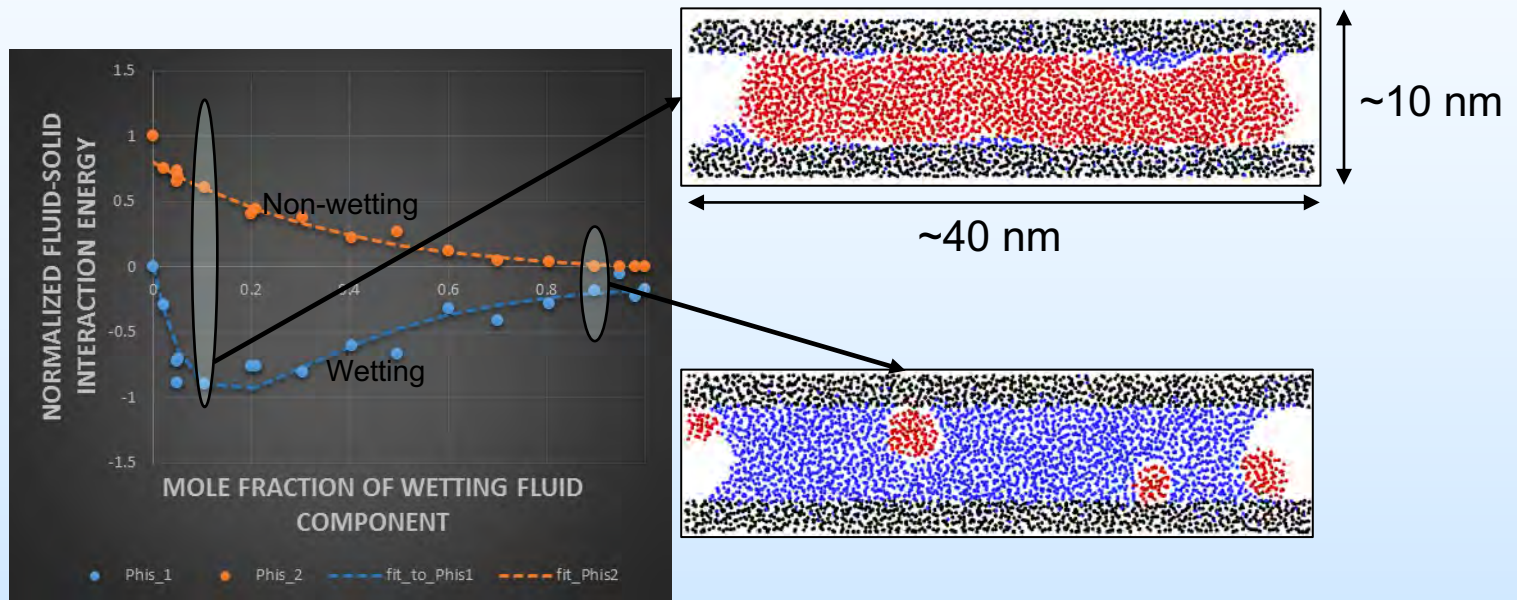 NORMALIZED FLUID-SOLID
INTERACTION ENERGY
1.5
1
0.5
0
-0.5
-1
-1.5
0
0.2
0.4
0.6
0.8
Non-wetting
Wetting
MOLE FRACTION OF WETTING FLUID
COMPONENT
Phis_1
Phis_2
fit_to_Phis1
fit_Phis2
~10 nm
~40 nm